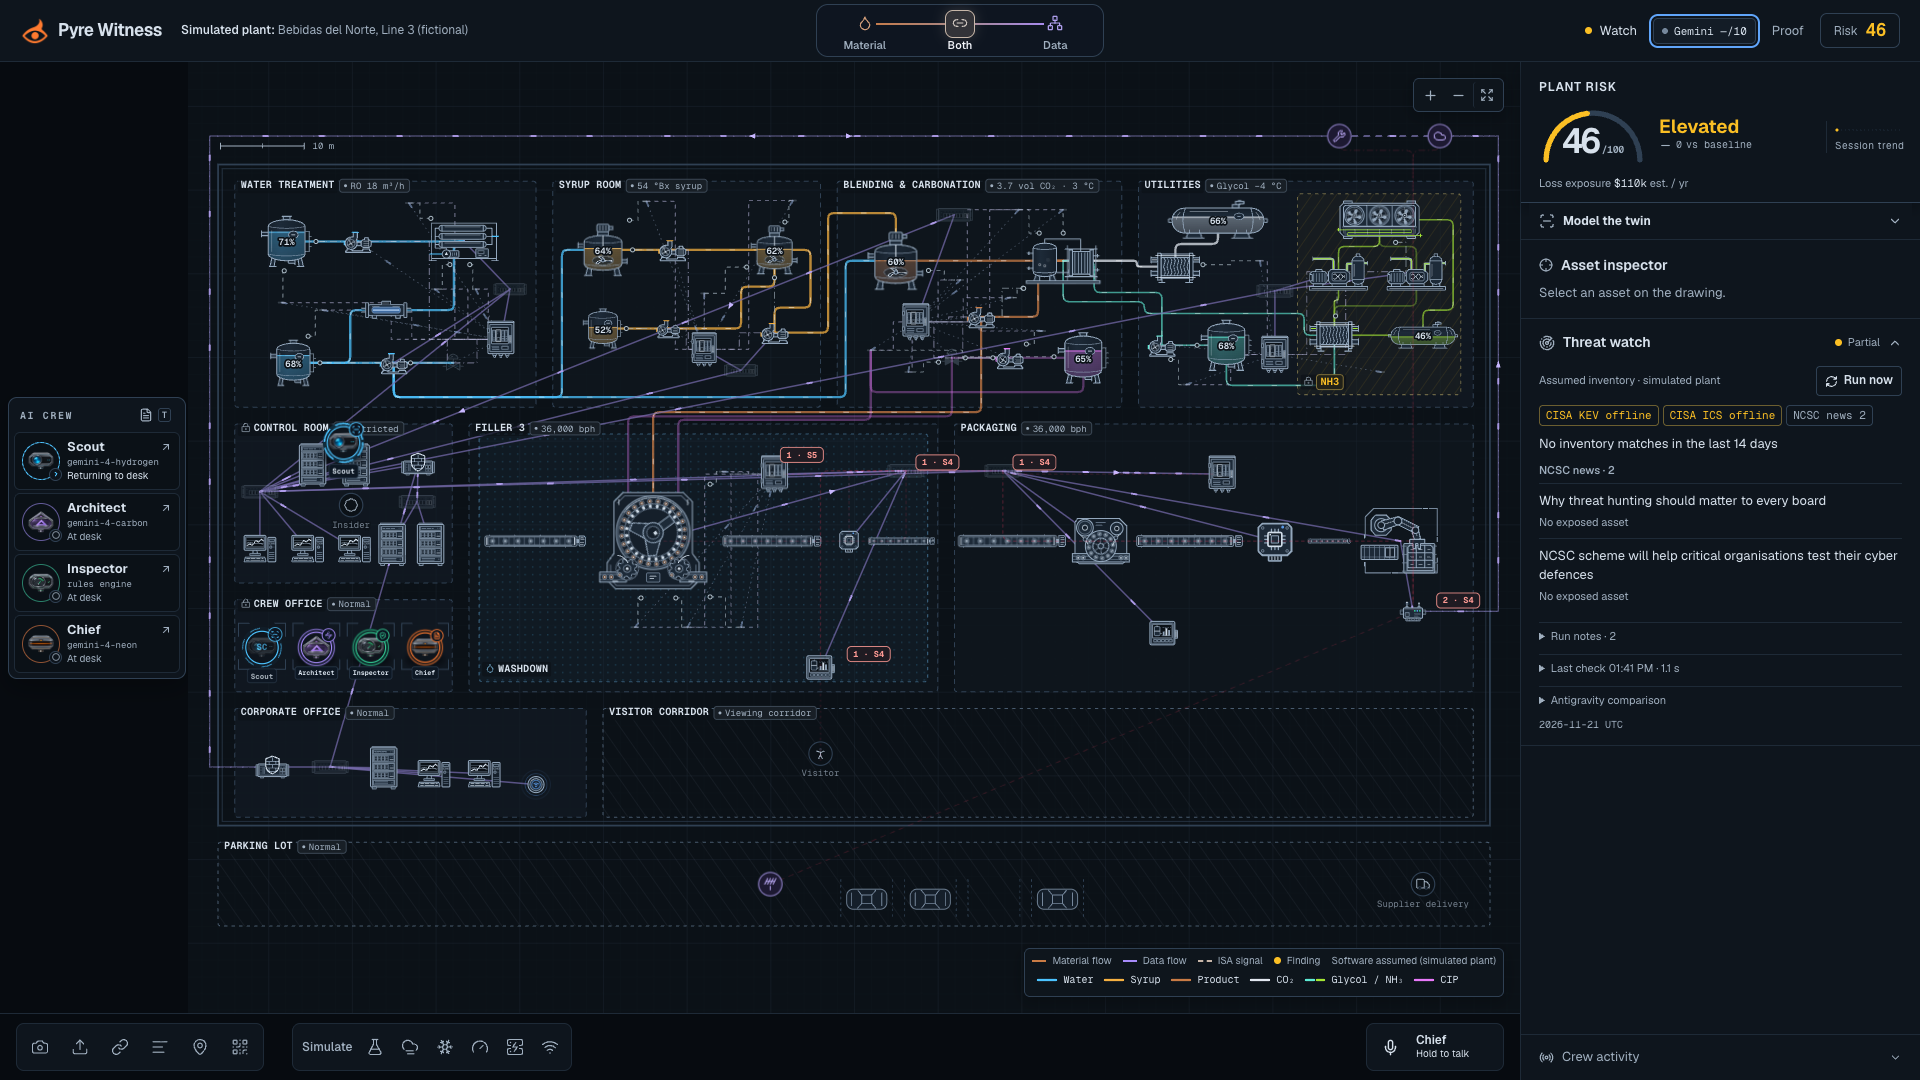 Pyre Witness
Simulated plant: Bebidas del Norte, Line 3 (fictional)
Material
Both
Data
Watch
Gemini −/10
Proof
Risk 46
AI CREW
T
Scout
gemini-4-hydrogen
Returning to desk
Architect
gemini-4-carbon
At desk
Inspector
rules engine
At desk
Chief
gemini-4-neon
At desk
10 m
WATER TREATMENT
RO 18 m³/h
71%
68%
SYRUP ROOM
54 °Bx syrup
64%
62%
52%
BLENDING & CARBONATION
3.7 vol CO₂ · 3 °C
60%
65%
UTILITIES
Glycol −4 °C
66%
68%
46%
NH3
CONTROL ROOM
Scout
Insider
FILLER 3
36,000 bph
1 · S5
1 · S4
1 · S4
WASHDOWN
PACKAGING
36,000 bph
1 · S4
2 · S4
CREW OFFICE
Normal
SC
Scout
Architect
Inspector
Chief
CORPORATE OFFICE
Normal
VISITOR CORRIDOR
Viewing corridor
Visitor
PARKING LOT
Normal
Supplier delivery
Material flow
Data flow
ISA signal
Finding
Software assumed (simulated plant)
Water
Syrup
Product
CO₂
Glycol / NH₃
CIP
Simulate
Chief
Hold to talk
PLANT RISK
46/100
Elevated
— 0 vs baseline
Session trend
Loss exposure $110k est. / yr
Model the twin
Asset inspector
Select an asset on the drawing.
Threat watch
Partial
Assumed inventory · simulated plant
Run now
CISA KEV offline
CISA ICS offline
NCSC news 2
No inventory matches in the last 14 days
NCSC news · 2
Why threat hunting should matter to every board
No exposed asset
NCSC scheme will help critical organisations test their cyber
defences
No exposed asset
Run notes · 2
Last check 01:41 PM · 1.1 s
Antigravity comparison
2026-11-21 UTC
Crew activity